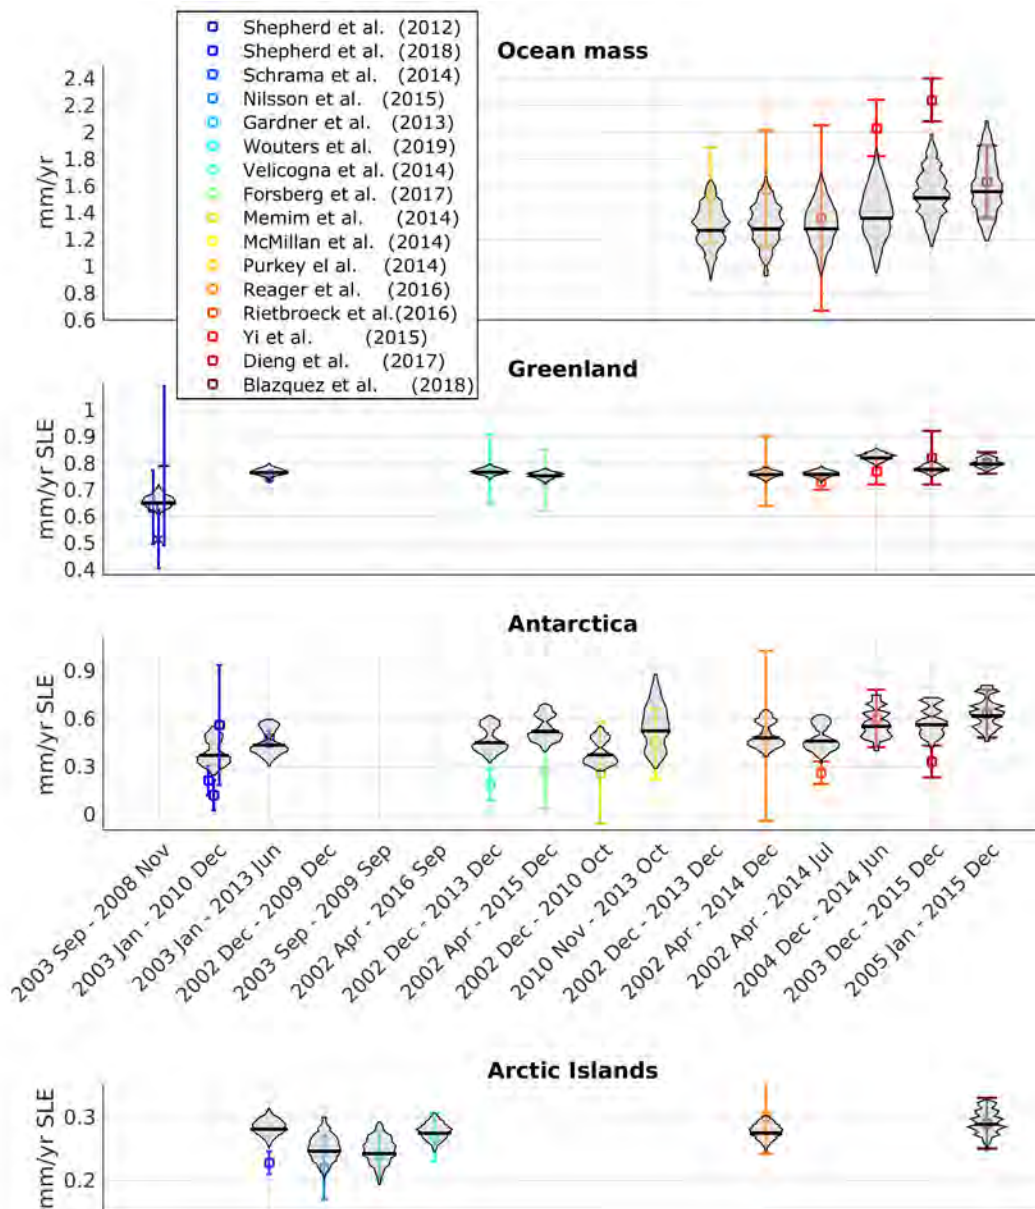 Shepherd et al. (2012)
Shepherd et al. (2018)
Schrama et al. (2014)
Nilsson et al. (2015)
Gardner et al. (2013)
Wouters et al. (2019)
Velicogna et al. (2014)
Forsberg et al. (2017)
Memim et al. (2014)
McMillan et al. (2014)
Purkey el al. (2014)
Reager et al. (2016)
Rietbroeck et al.(2016)
Yi et al. (2015)
Dieng et al. (2017)
Blazquez et al. (2018)
Ocean mass
mm/yr
2.4
2.2
2
1.8
1.6
1.4
1.2
1
0.8
0.6
Greenland
mm/yr SLE
1
0.9
0.8
0.7
0.6
0.5
0.4
Antarctica
mm/yr SLE
0.9
0.6
0.3
0
2003 Sep - 2008 Nov
2003 Jan - 2010 Dec
2003 Jan - 2013 Jun
2002 Dec - 2009 Dec
2003 Sep - 2009 Sep
2002 Apr - 2016 Sep
2002 Dec - 2013 Dec
2002 Apr - 2015 Dec
2002 Dec - 2010 Oct
2010 Nov - 2013 Oct
2002 Dec - 2013 Dec
2002 Apr - 2014 Dec
2002 Apr - 2014 Jul
2004 Dec - 2014 Jun
2003 Dec - 2015 Dec
2005 Jan - 2015 Dec
Arctic Islands
mm/yr SLE
0.3
0.2